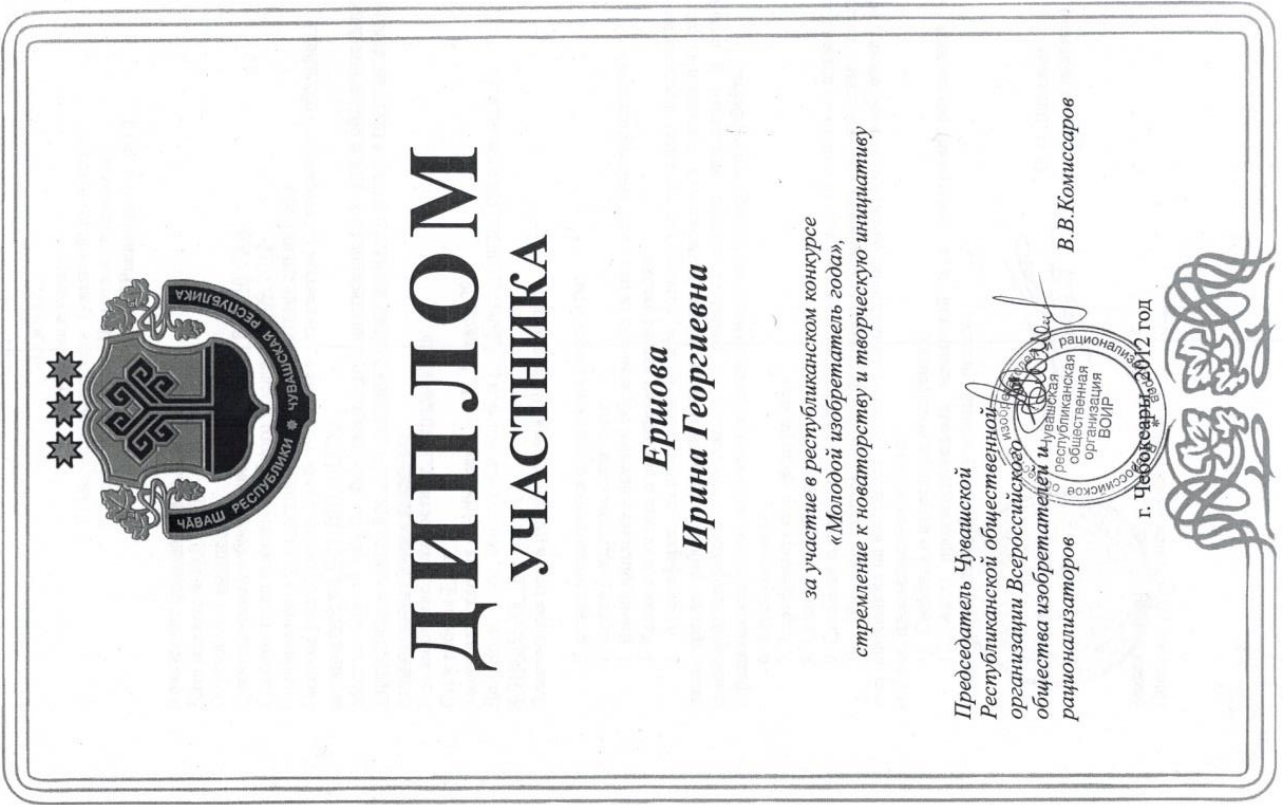 ЧӐВАШ РЕСПУБЛИКИ * ЧУВАШСКАЯ РЕСПУБЛИКА
ДИПЛОМ
УЧАСТНИКА
Ершова
Ирина Георгиевна
за участие в республиканском конкурсе
«Молодой изобретатель года»,
стремление к новаторству и творческую инициативу
Председатель Чувашской
Республиканской общественной
организации Всероссийского
общества изобретателей и
рационализаторов В.В.Комиссаров
Чувашская
республиканская
общественная
организация
ВОИР
г. Чебоксары, 2012 год